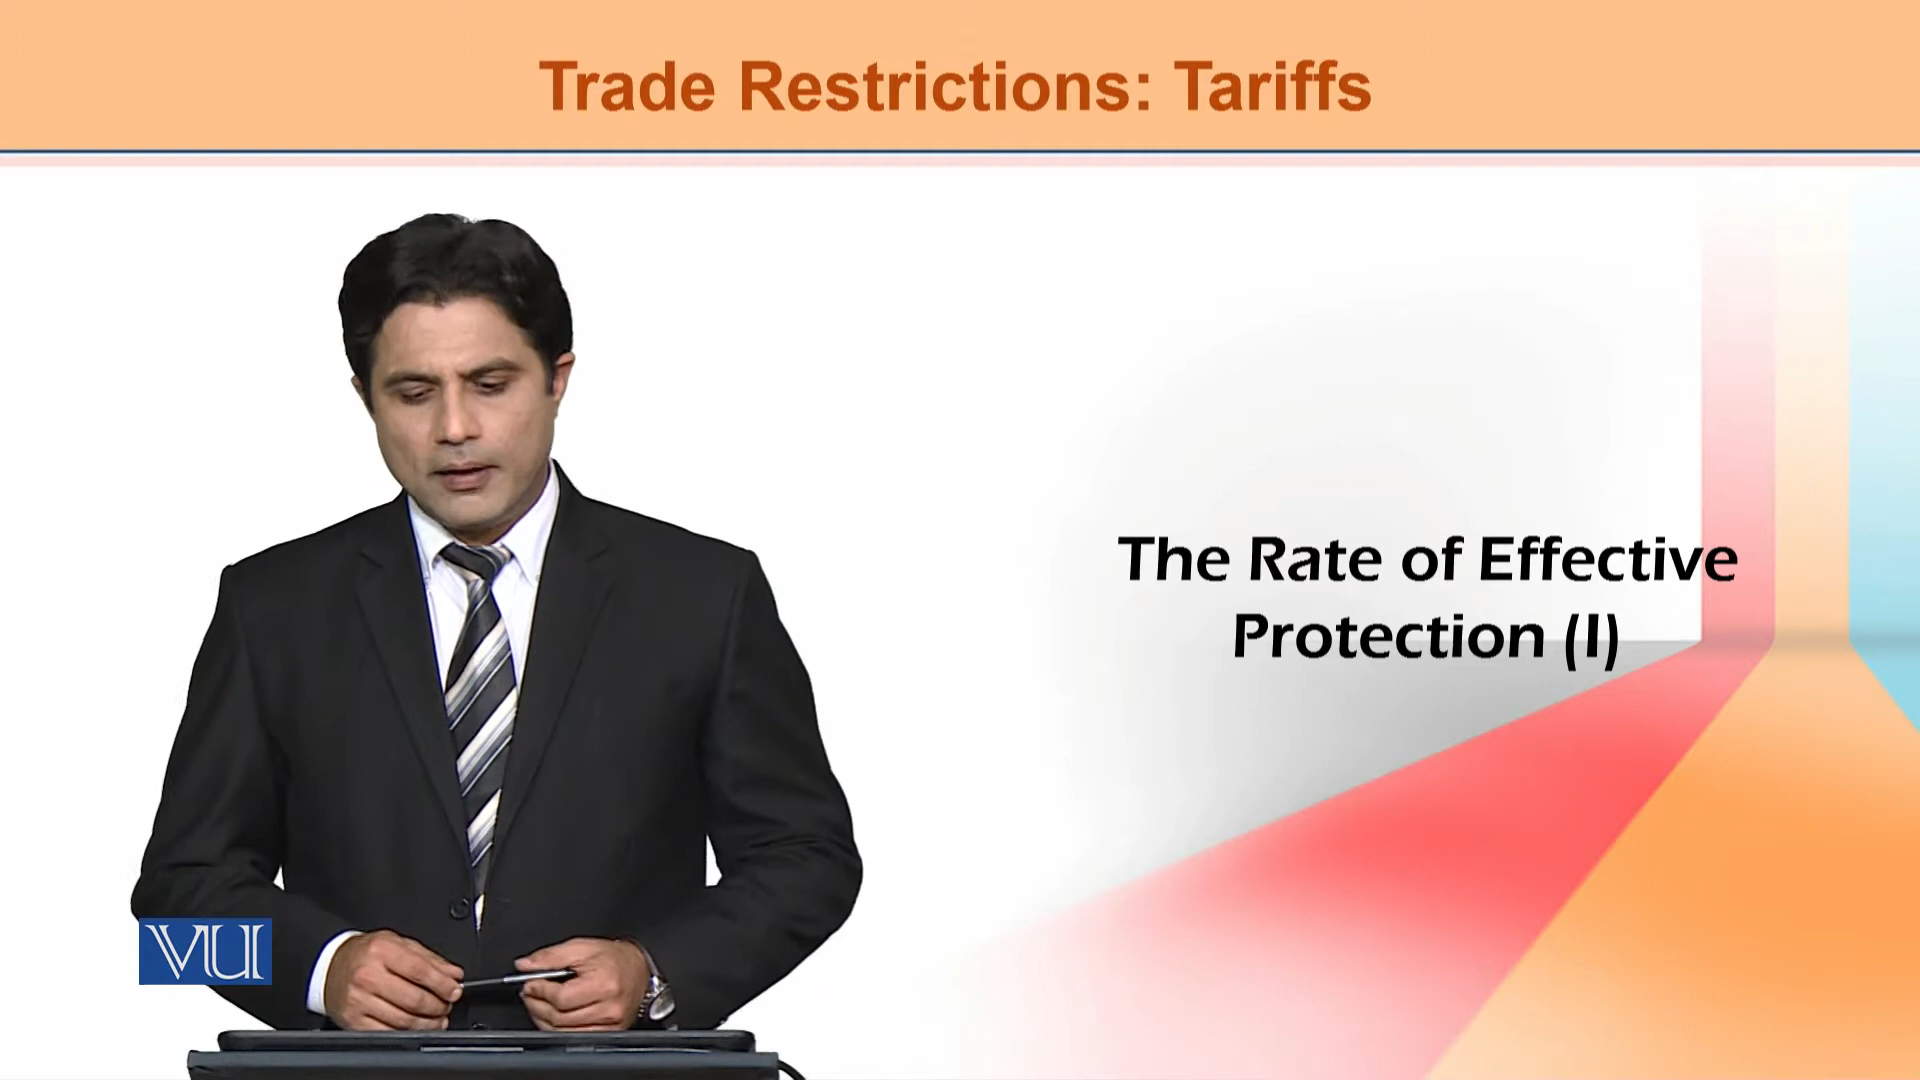 Trade Restrictions: Tariffs
The Rate of Effective
Protection (I)
VU